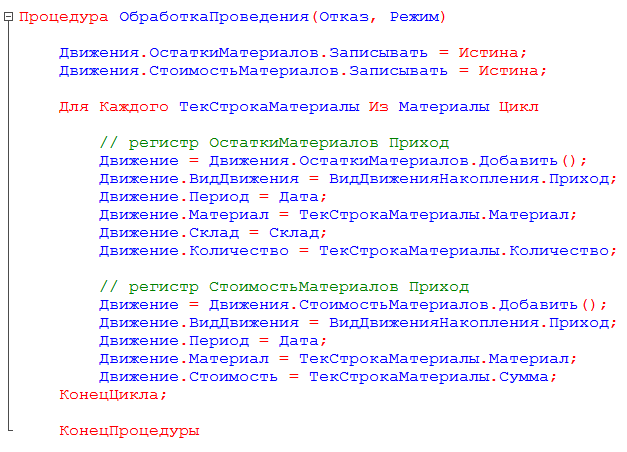 Процедура ОбработкаПроведения(Отказ, Режим)
Движения.ОстаткиМатериалов.Записывать = Истина;
Движения.СтоимостьМатериалов.Записывать = Истина;
Для Каждого ТекСтрокаМатериалы Из Материалы Цикл
// регистр ОстаткиМатериалов Приход
Движение = Движения.ОстаткиМатериалов.Добавить();
Движение.ВидДвижения = ВидДвиженияНакопления.Приход;
Движение.Период = Дата;
Движение.Материал = ТекСтрокаМатериалы.Материал;
Движение.Склад = Склад;
Движение.Количество = ТекСтрокаМатериалы.Количество;
// регистр СтоимостьМатериалов Приход
Движение = Движения.СтоимостьМатериалов.Добавить();
Движение.ВидДвижения = ВидДвиженияНакопления.Приход;
Движение.Период = Дата;
Движение.Материал = ТекСтрокаМатериалы.Материал;
Движение.Стоимость = ТекСтрокаМатериалы.Сумма;
КонецЦикла;
КонецПроцедуры